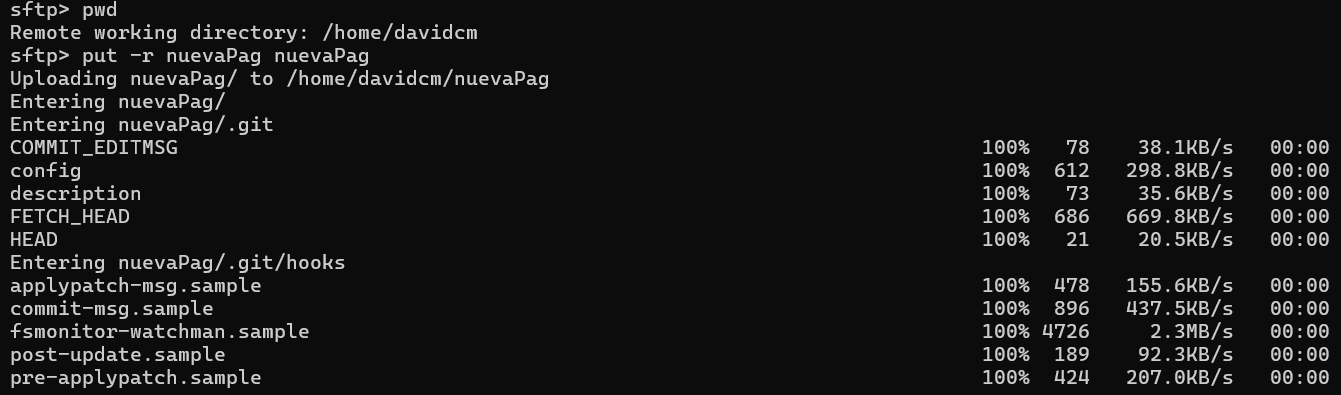 sftp> pwd
Remote working directory: /home/davidcm
sftp> put -r nuevaPag nuevaPag
Uploading nuevaPag/ to /home/davidcm/nuevaPag
Entering nuevaPag/
Entering nuevaPag/.git
COMMIT_EDITMSG 100% 78 38.1KB/s 00:00
config 100% 612 298.8KB/s 00:00
description 100% 73 35.6KB/s 00:00
FETCH_HEAD 100% 686 669.8KB/s 00:00
HEAD 100% 21 20.5KB/s 00:00
Entering nuevaPag/.git/hooks
applypatch-msg.sample 100% 478 155.6KB/s 00:00
commit-msg.sample 100% 896 437.5KB/s 00:00
fsmonitor-watchman.sample 100% 4726 2.3MB/s 00:00
post-update.sample 100% 189 92.3KB/s 00:00
pre-applypatch.sample 100% 424 207.0KB/s 00:00